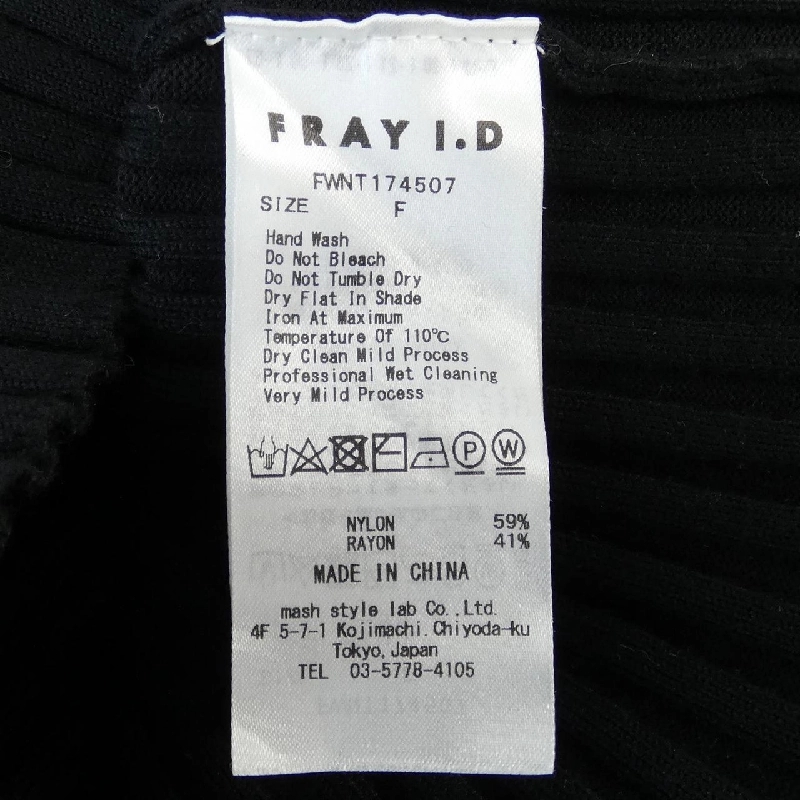 FRAY I.D
FWNT174507
SIZE F
Hand Wash
Do Not Bleach
Do Not Tumble Dry
Dry Flat In Shade
Iron At Maximum
Temperature Of 110℃
Dry Clean Mild Process
Professional Wet Cleaning
Very Mild Process
P W
NYLON 59%
RAYON 41%
MADE IN CHINA
mash style lab Co.,Ltd.
4F 5-7-1 Kojimachi.Chiyoda-ku
Tokyo,Japan
TEL 03-5778-4105